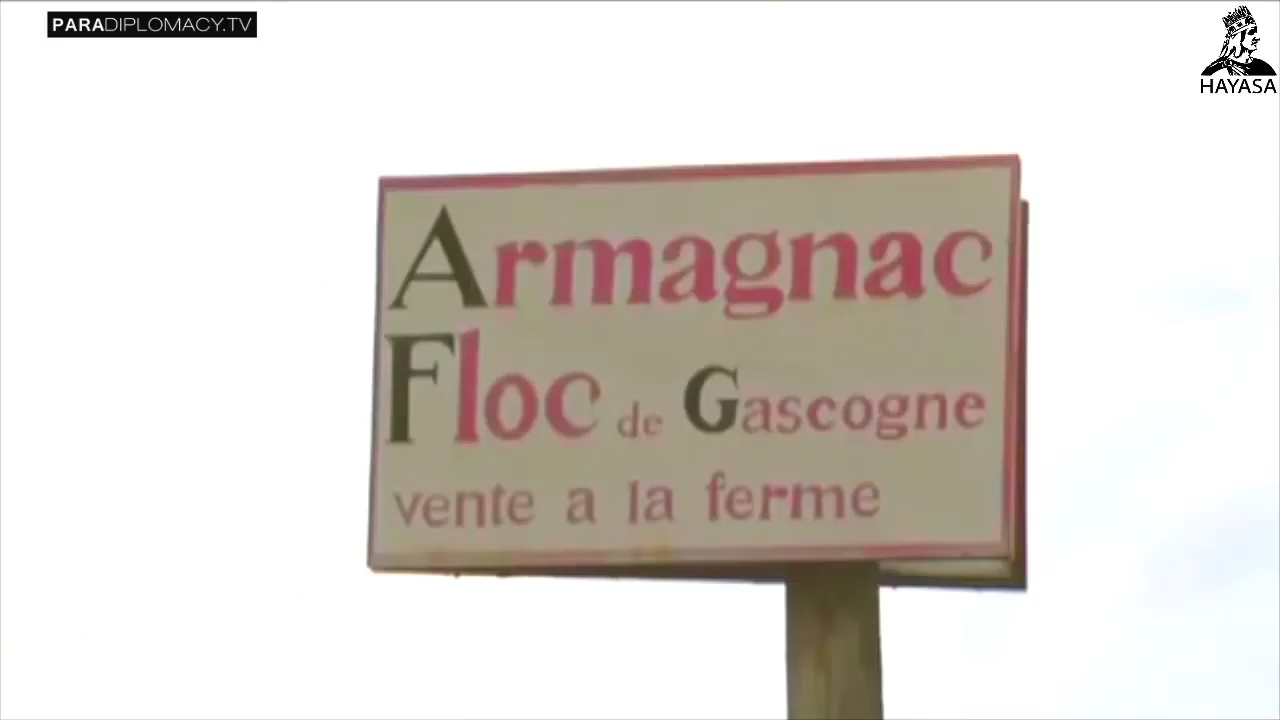 PARADIPLOMACY.TV
HAYASA
Armagnac
Floc de Gascogne
vente a la ferme